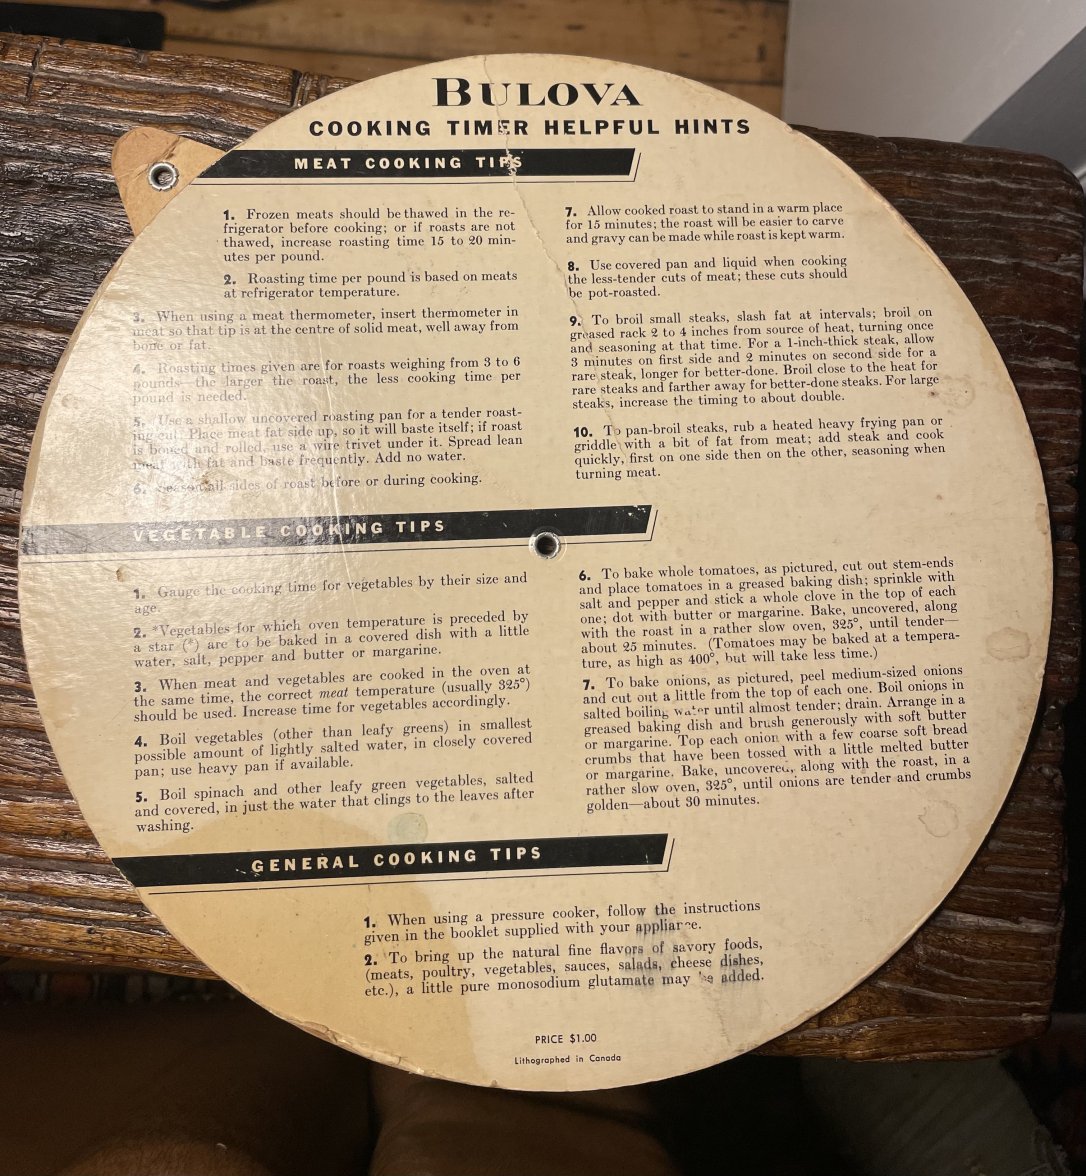 BULOVA
COOKING TIMER HELPFUL HINTS
MEAT COOKING TIPS
1. Frozen meats should be thawed in the re-
frigerator before cooking; or if roasts are not
thawed, increase roasting time 15 to 20 min-
utes per pound.
2. Roasting time per pound is based on meats
at refrigerator temperature.
3. When using a meat thermometer, insert thermometer in
meat so that tip is at the centre of solid meat, well away from
bone or fat.
4. Roasting times given are for roasts weighing from 3 to 6
pounds—the larger the roast, the less cooking time per
pound is needed.
5. Use a shallow uncovered roasting pan for a tender roast-
ing cut. Place meat fat side up, so it will baste itself; if roast
is boned and rolled, use a wire trivet under it. Spread lean
meat with fat and baste frequently. Add no water.
6. Season all sides of roast before or during cooking.
7. Allow cooked roast to stand in a warm place
for 15 minutes; the roast will be easier to carve
and gravy can be made while roast is kept warm.
8. Use covered pan and liquid when cooking
the less-tender cuts of meat; these cuts should
be pot-roasted.
9. To broil small steaks, slash fat at intervals; broil on
greased rack 2 to 4 inches from source of heat, turning once
and seasoning at that time. For a 1-inch-thick steak, allow
3 minutes on first side and 2 minutes on second side for a
rare steak, longer for better-done. Broil close to the heat for
rare steaks and farther away for better-done steaks. For large
steaks, increase the timing to about double.
10. To pan-broil steaks, rub a heated heavy frying pan or
griddle with a bit of fat from meat; add steak and cook
quickly, first on one side then on the other, seasoning when
turning meat.
VEGETABLE COOKING TIPS
1. Gauge the cooking time for vegetables by their size and
age.
2. *Vegetables for which oven temperature is preceded by
a star (*) are to be baked in a covered dish with a little
water, salt, pepper and butter or margarine.
3. When meat and vegetables are cooked in the oven at
the same time, the correct meat temperature (usually 325°)
should be used. Increase time for vegetables accordingly.
4. Boil vegetables (other than leafy greens) in smallest
possible amount of lightly salted water, in closely covered
pan; use heavy pan if available.
5. Boil spinach and other leafy green vegetables, salted
and covered, in just the water that clings to the leaves after
washing.
6. To bake whole tomatoes, as pictured, cut out stem-ends
and place tomatoes in a greased baking dish; sprinkle with
salt and pepper and stick a whole clove in the top of each
one; dot with butter or margarine. Bake, uncovered, along
with the roast in a rather slow oven, 325°, until tender—
about 25 minutes. (Tomatoes may be baked at a tempera-
ture, as high as 400°, but will take less time.)
7. To bake onions, as pictured, peel medium-sized onions
and cut out a little from the top of each one. Boil onions in
salted boiling water until almost tender; drain. Arrange in a
greased baking dish and brush generously with soft butter
or margarine. Top each onion with a few coarse soft bread
crumbs that have been tossed with a little melted butter
or margarine. Bake, uncovered, along with the roast, in a
rather slow oven, 325°, until onions are tender and crumbs
golden—about 30 minutes.
GENERAL COOKING TIPS
1. When using a pressure cooker, follow the instructions
given in the booklet supplied with your appliance.
2. To bring up the natural fine flavors of savory foods,
(meats, poultry, vegetables, sauces, salads, cheese dishes,
etc.), a little pure monosodium glutamate may be added.
PRICE $1.00
Lithographed in Canada